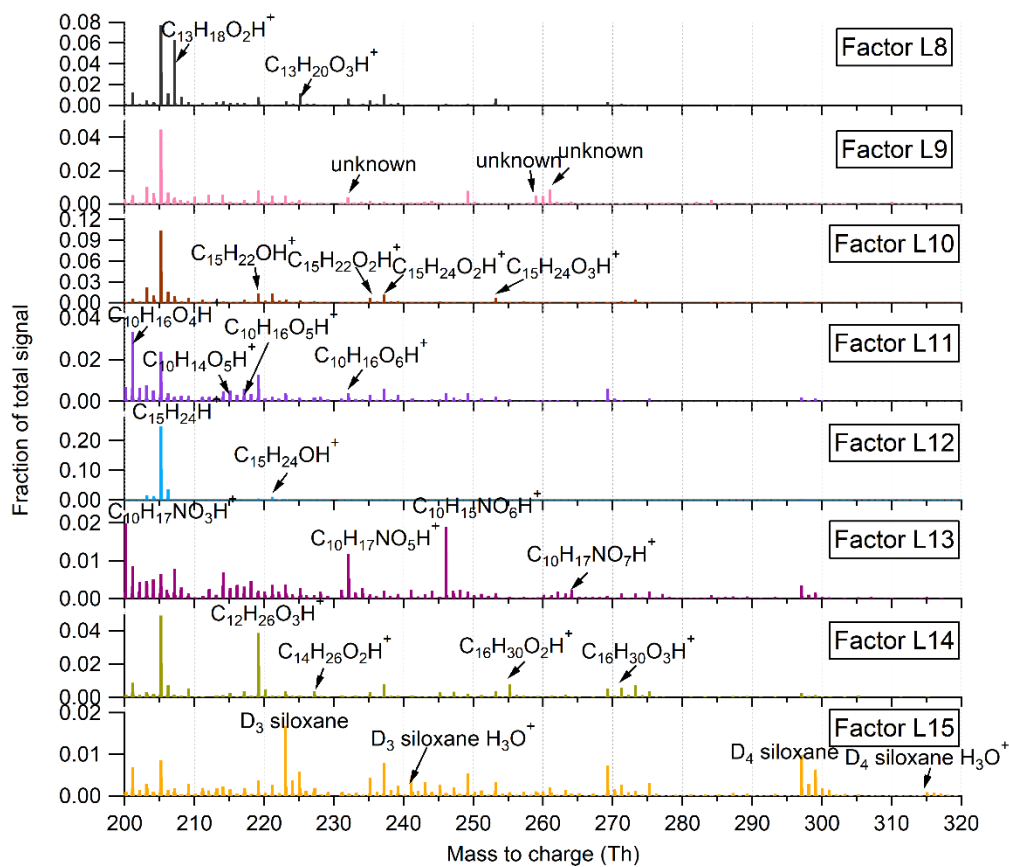 Fraction of total signal
0.08
0.06
0.04
0.02
0.00
C13H18O2H+
C13H20O3H+
Factor L8
0.04
0.02
0.00
unknown
unknown
unknown
Factor L9
0.12
0.09
0.06
0.03
0.00
C15H22OH+
C15H22O2H+
C15H24O2H+
C15H24O3H+
Factor L10
0.04
0.02
0.00
C10H16O4H+
C10H14O5H+
C10H16O5H+
C10H16O6H+
Factor L11
0.20
0.10
0.00
C15H24H+
C15H24OH+
Factor L12
0.02
0.01
0.00
C10H17NO3H+
C10H17NO5H+
C10H15NO6H+
C10H17NO7H+
Factor L13
0.04
0.02
0.00
C12H26O3H+
C14H26O2H+
C16H30O2H+
C16H30O3H+
Factor L14
0.02
0.01
0.00
D3 siloxane
D3 siloxane H3O+
D4 siloxane
D4 siloxane H3O+
Factor L15
200 210 220 230 240 250 260 270 280 290 300 310 320
Mass to charge (Th)